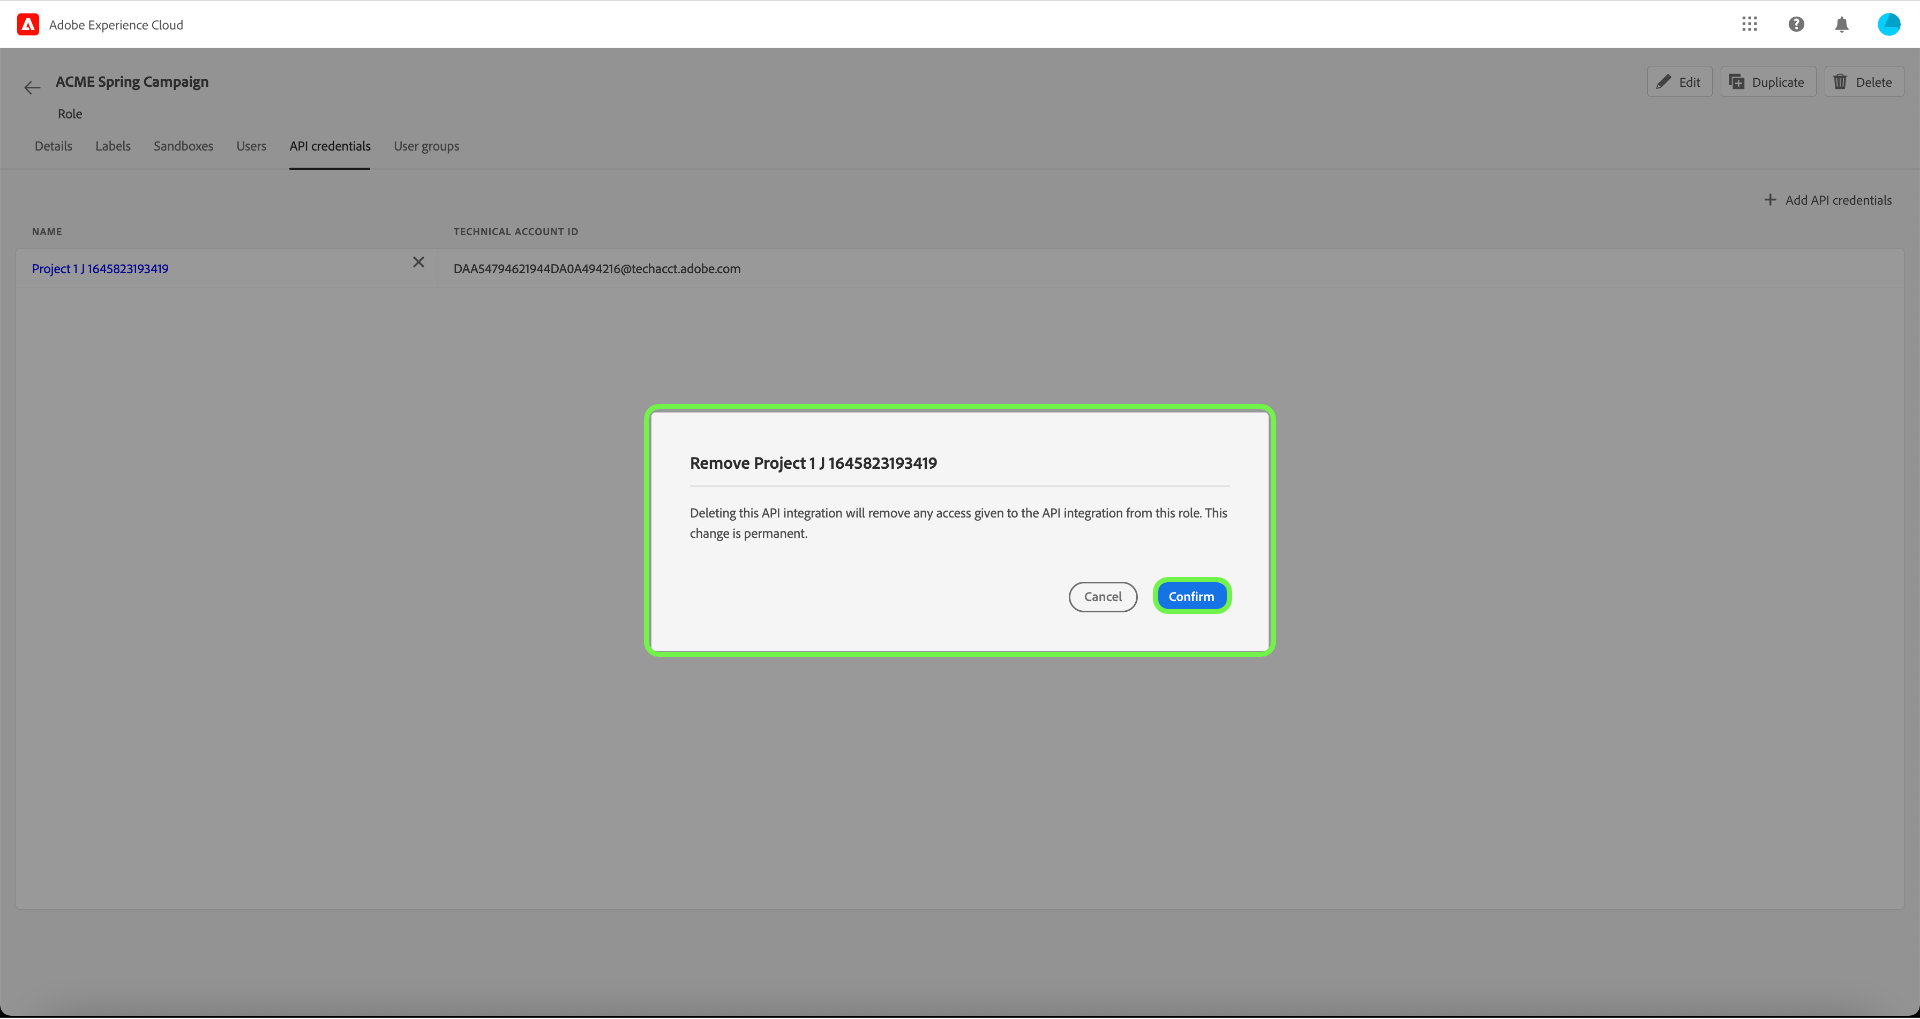 Adobe Experience Cloud
ACME Spring Campaign
Edit
Duplicate
Delete
Role
Details
Labels
Sandboxes
Users
API credentials
User groups
Add API credentials
NAME
TECHNICAL ACCOUNT ID
Project 1 J 1645823193419
DAA54794621944DA0A494216@techacct.adobe.com
Remove Project 1 J 1645823193419
Deleting this API integration will remove any access given to the API integration from this role. This
change is permanent.
Cancel
Confirm